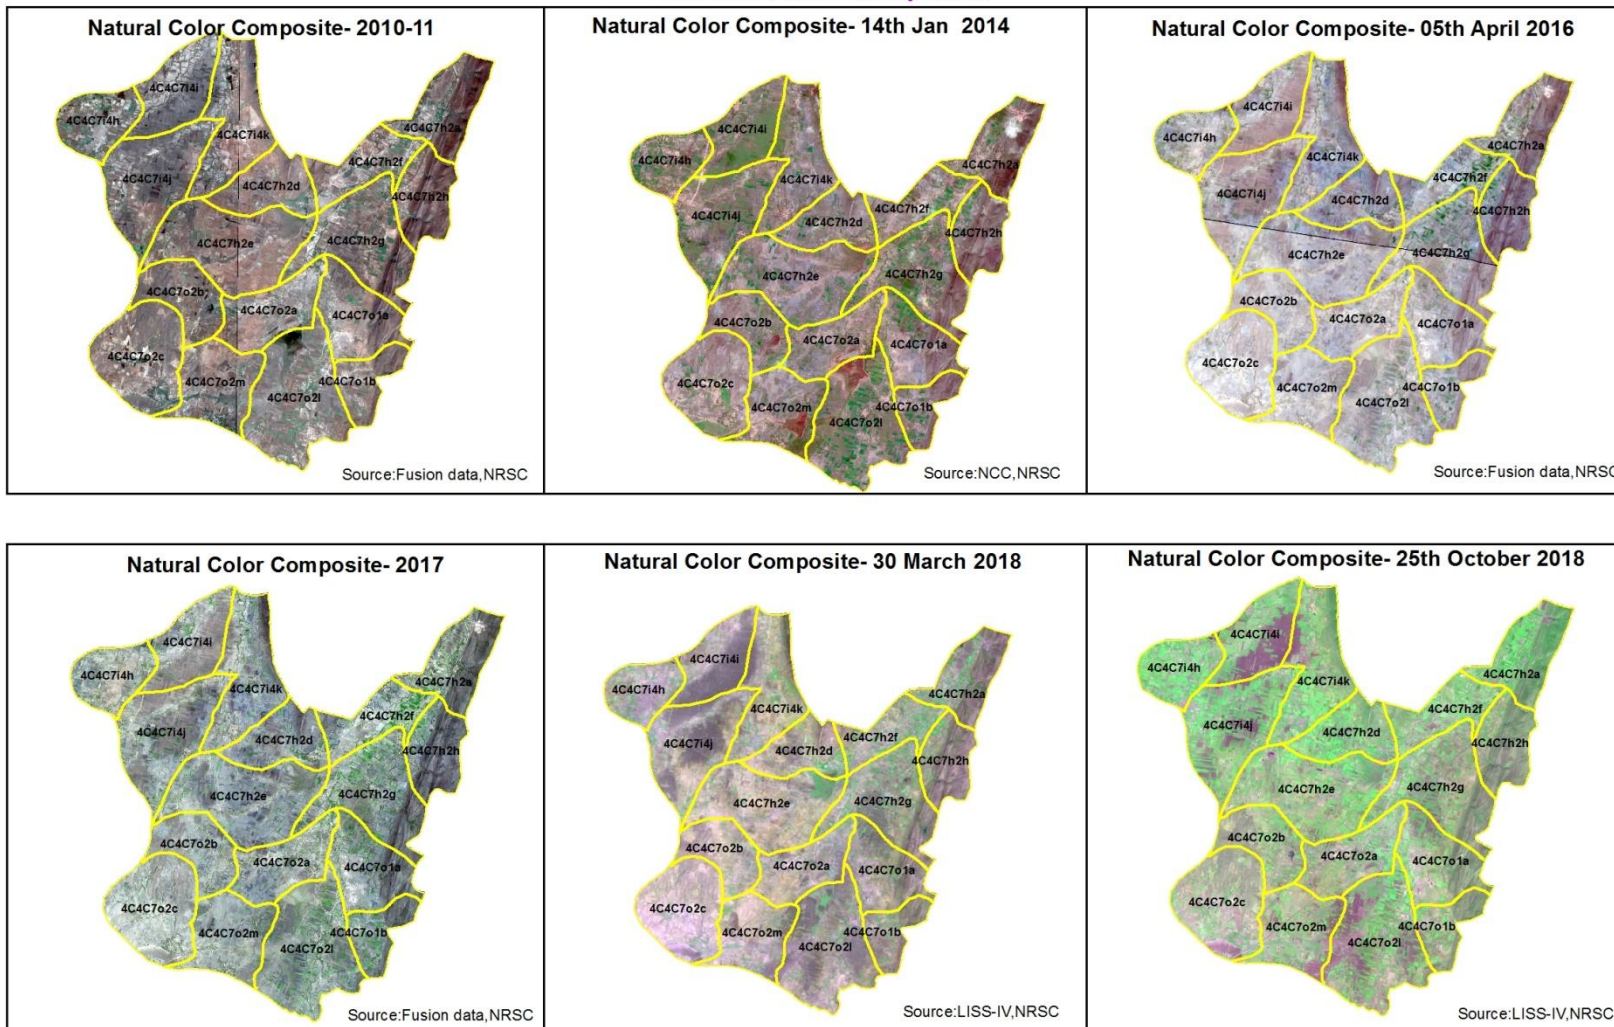 Natural Color Composite- 2010-11
4C4C7i4i
4C4C7i4h
4C4C7i4k
4C4C7h2a
4C4C7h2f
4C4C7i4j
4C4C7h2d
4C4C7h2h
4C4C7h2e
4C4C7h2g
4C4C7o2b
4C4C7o2a
4C4C7o1a
4C4C7o2c
4C4C7o2m
4C4C7o1b
4C4C7o2l
Source:Fusion data,NRSC
Natural Color Composite- 14th Jan 2014
4C4C7i4i
4C4C7i4h
4C4C7h2a
4C4C7i4k
4C4C7h2f
4C4C7i4j
4C4C7h2d
4C4C7h2h
4C4C7h2e
4C4C7h2g
4C4C7o2b
4C4C7o2a
4C4C7o1a
4C4C7o2c
4C4C7o2m
4C4C7o1b
4C4C7o2l
Source:NCC,NRSC
Natural Color Composite- 05th April 2016
4C4C7i4i
4C4C7i4h
4C4C7h2a
4C4C7i4k
4C4C7h2f
4C4C7i4j
4C4C7h2d
4C4C7h2h
4C4C7h2e
4C4C7h2g
4C4C7o2b
4C4C7o2a
4C4C7o1a
4C4C7o2c
4C4C7o2m
4C4C7o1b
4C4C7o2l
Source:Fusion data,NRSC
Natural Color Composite- 2017
4C4C7i4i
4C4C7i4h
4C4C7h2a
4C4C7i4k
4C4C7h2f
4C4C7i4j
4C4C7h2d
4C4C7h2h
4C4C7h2e
4C4C7h2g
4C4C7o2b
4C4C7o2a
4C4C7o1a
4C4C7o2c
4C4C7o2m
4C4C7o1b
4C4C7o2l
Source:Fusion data,NRSC
Natural Color Composite- 30 March 2018
4C4C7i4i
4C4C7i4h
4C4C7h2a
4C4C7i4k
4C4C7h2f
4C4C7i4j
4C4C7h2d
4C4C7h2h
4C4C7h2e
4C4C7h2g
4C4C7o2b
4C4C7o2a
4C4C7o1a
4C4C7o2c
4C4C7o2m
4C4C7o1b
4C4C7o2l
Source:LISS-IV,NRSC
Natural Color Composite- 25th October 2018
4C4C7i4i
4C4C7i4h
4C4C7h2a
4C4C7i4k
4C4C7h2f
4C4C7i4j
4C4C7h2d
4C4C7h2h
4C4C7h2e
4C4C7h2g
4C4C7o2b
4C4C7o2a
4C4C7o1a
4C4C7o2c
4C4C7o2m
4C4C7o1b
4C4C7o2l
Source:LISS-IV,NRSC